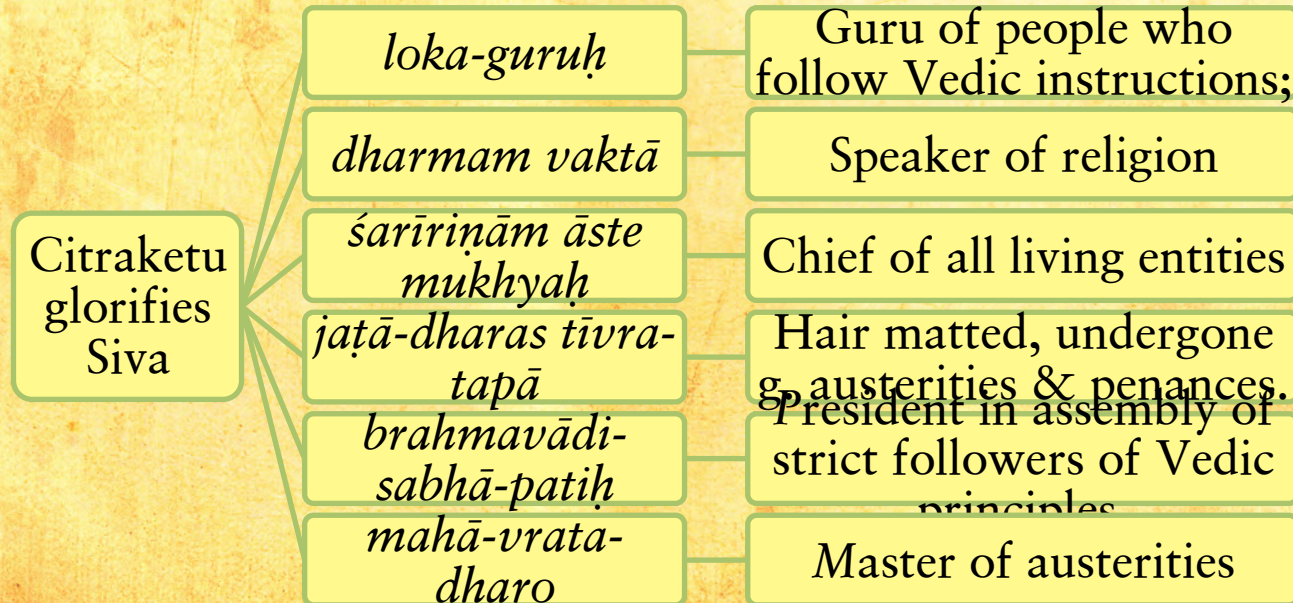 Citraketu
glorifies
Siva
loka-guruḥ
Guru of people who
follow Vedic instructions;
dharmam vaktā
Speaker of religion
śarīriṇām āste
mukhyaḥ
Chief of all living entities
jaṭā-dharas tīvra-
tapā
Hair matted, undergone
g. austerities & penances.
brahmavādi-
sabhā-patiḥ
President in assembly of
strict followers of Vedic
principles
mahā-vrata-
dharo
Master of austerities